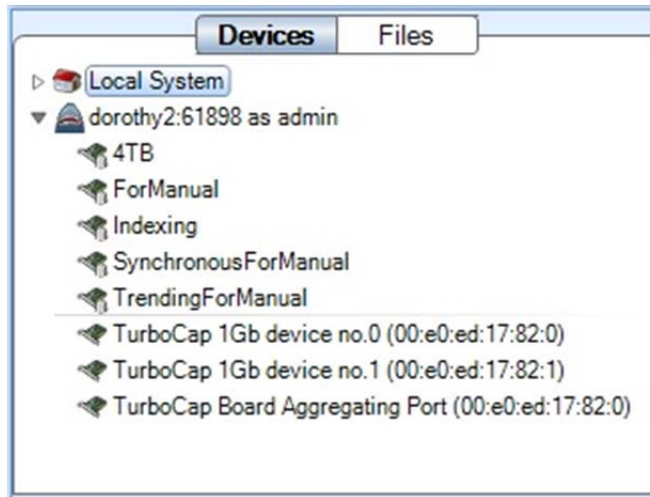 Devices Files
Local System
dorothy2:61898 as admin
4TB
ForManual
Indexing
SynchronousForManual
TrendingForManual
TurboCap 1Gb device no.0 (00:e0:ed:17:82:0)
TurboCap 1Gb device no.1 (00:e0:ed:17:82:1)
TurboCap Board Aggregating Port (00:e0:ed:17:82:0)